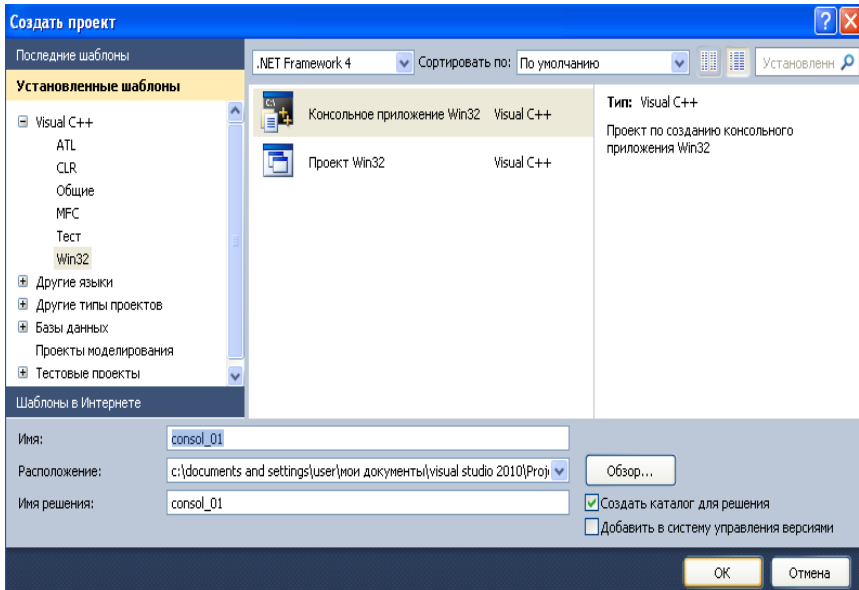 Создать проект
Последние шаблоны
Установленные шаблоны
Visual C++
ATL
CLR
Общие
MFC
Тест
Win32
Другие языки
Другие типы проектов
Базы данных
Проекты моделирования
Тестовые проекты
Шаблоны в Интернете
.NET Framework 4
Сортировать по: По умолчанию
Установленн
Консольное приложение Win32 Visual C++
Проект Win32 Visual C++
Тип: Visual C++
Проект по созданию консольного
приложения Win32
Имя: consol_01
Расположение: c:\documents and settings\user\мои документы\visual studio 2010\Proj
Обзор...
Имя решения: consol_01
Создать каталог для решения
Добавить в систему управления версиями
ОК Отмена